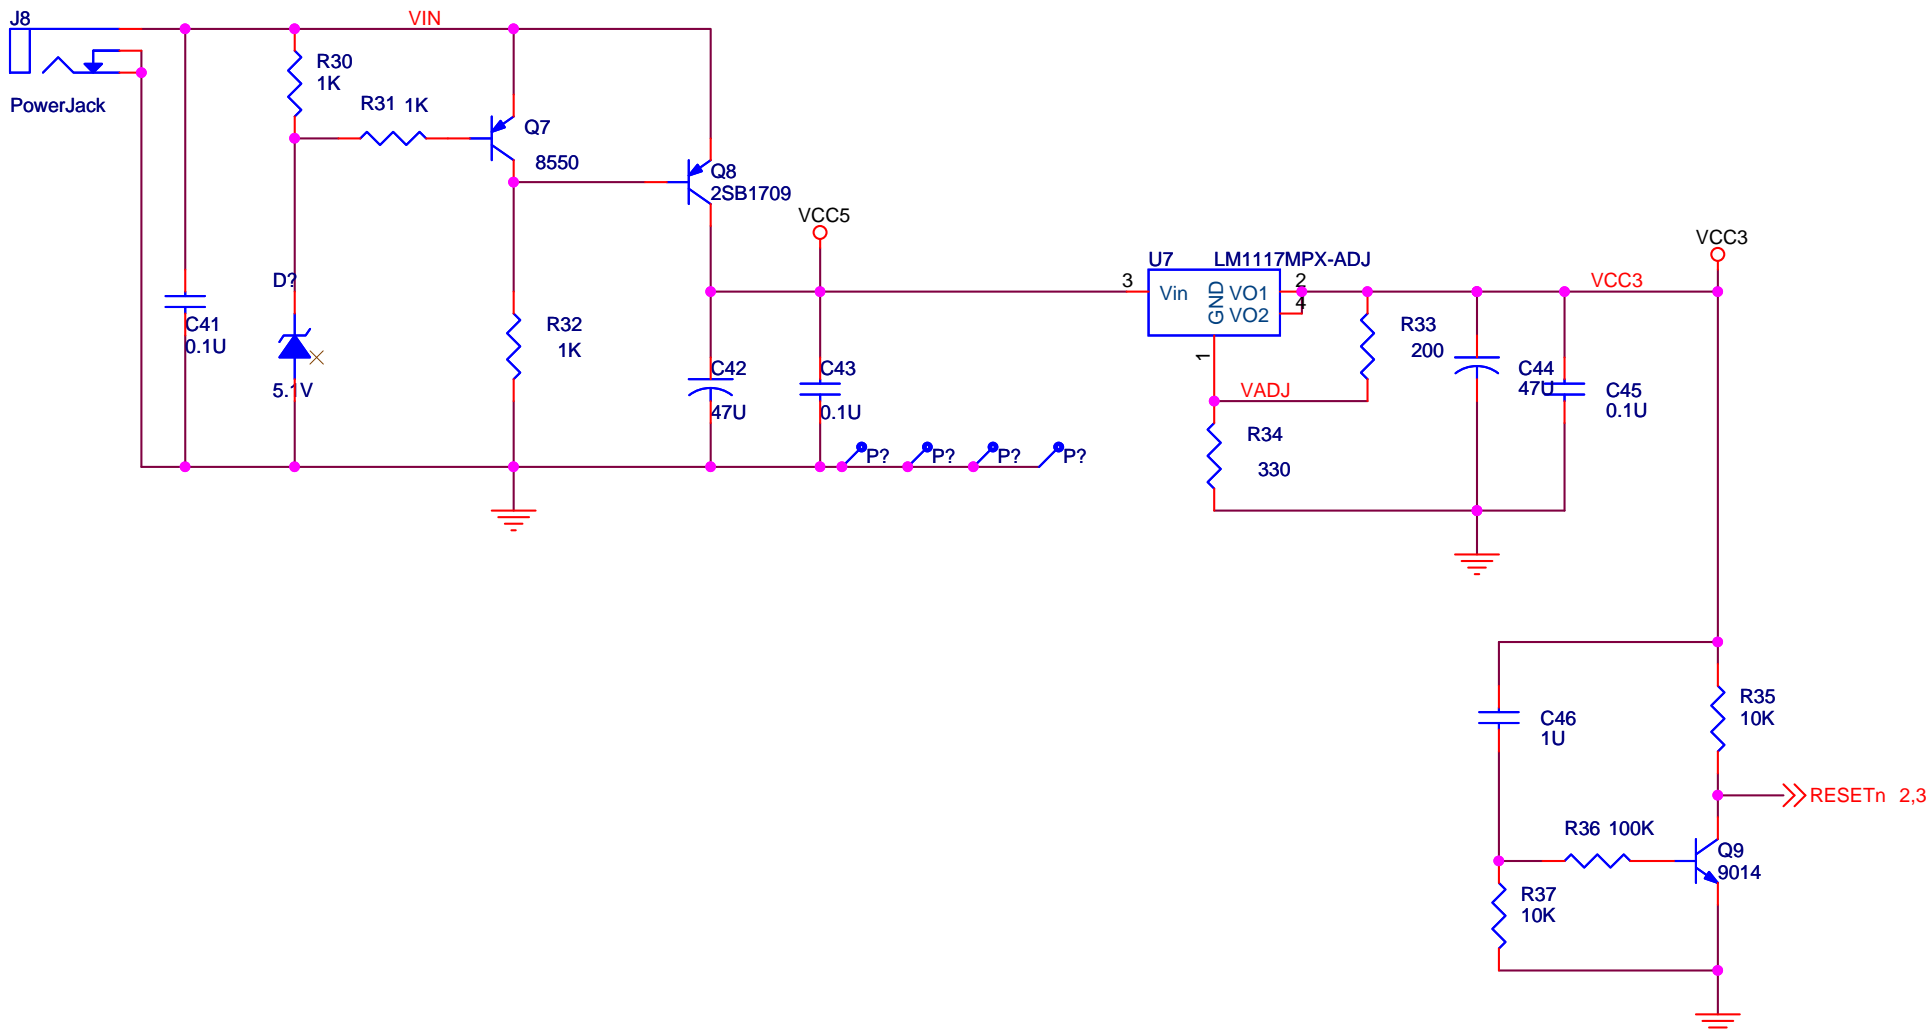 J8
PowerJack
VIN
R30
1K
R31 1K
Q7
8550
Q8
2SB1709
D?
5.1V
C41
0.1U
R32
1K
C42
47U
VCC5
C43
0.1U
P?
P?
P?
P?
U7
LM1117MPX-ADJ
3
Vin
GND
VO1
VO2
2
4
1
VADJ
R33
200
R34
330
C44
47U
C45
0.1U
VCC3
VCC3
C46
1U
R35
10K
RESETn 2,3
R36 100K
Q9
9014
R37
10K